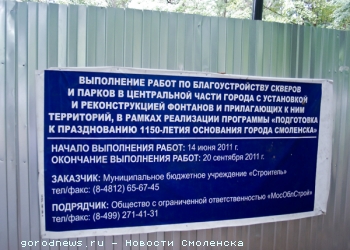 ВЫПОЛНЕНИЕ РАБОТ ПО БЛАГОУСТРОЙСТВУ СКВЕРОВ
И ПАРКОВ В ЦЕНТРАЛЬНОЙ ЧАСТИ ГОРОДА С УСТАНОВКОЙ
И РЕКОНСТРУКЦИЕЙ ФОНТАНОВ И ПРИЛАГАЮЩИХ К НИМ
ТЕРРИТОРИЙ, В РАМКАХ РЕАЛИЗАЦИИ ПРОГРАММЫ «ПОДГОТОВКА
К ПРАЗДНОВАНИЮ 1150-ЛЕТИЯ ОСНОВАНИЯ ГОРОДА СМОЛЕНСКА»
НАЧАЛО ВЫПОЛНЕНИЯ РАБОТ: 14 июня 2011 г.
ОКОНЧАНИЕ ВЫПОЛНЕНИЯ РАБОТ: 20 сентября 2011 г.
ЗАКАЗЧИК: Муниципальное бюджетное учреждение «Строитель»
тел/факс: (8-4812) 65-67-45
ПОДРЯДЧИК: Общество с ограниченной ответственностью «МосОблСтрой»
тел/факс: (8-499) 271-41-31
gorodnews.ru - Новости Смоленска